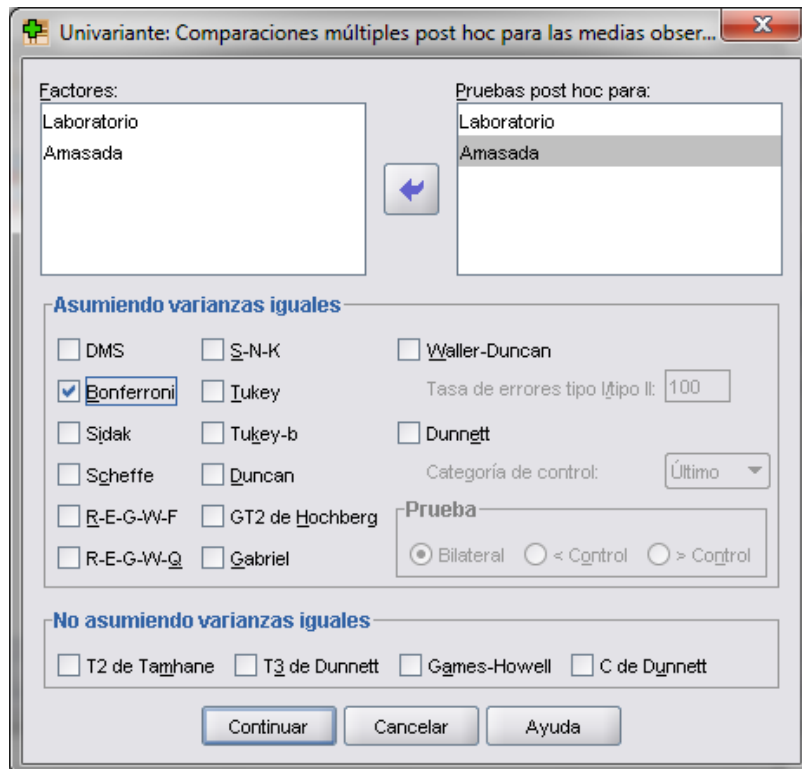 Univariante: Comparaciones múltiples post hoc para las medias obser...
Factores:
Laboratorio
Amasada
Pruebas post hoc para:
Laboratorio
Amasada
Asumiendo varianzas iguales
DMS
S-N-K
Waller-Duncan
Bonferroni
Tukey
Tasa de errores tipo I/tipo II: 100
Sidak
Tukey-b
Dunnett
Scheffe
Duncan
Categoría de control: Último
R-E-G-W-F
GT2 de Hochberg
Prueba
R-E-G-W-Q
Gabriel
Bilateral
< Control
> Control
No asumiendo varianzas iguales
T2 de Tamhane
T3 de Dunnett
Games-Howell
C de Dunnett
Continuar
Cancelar
Ayuda